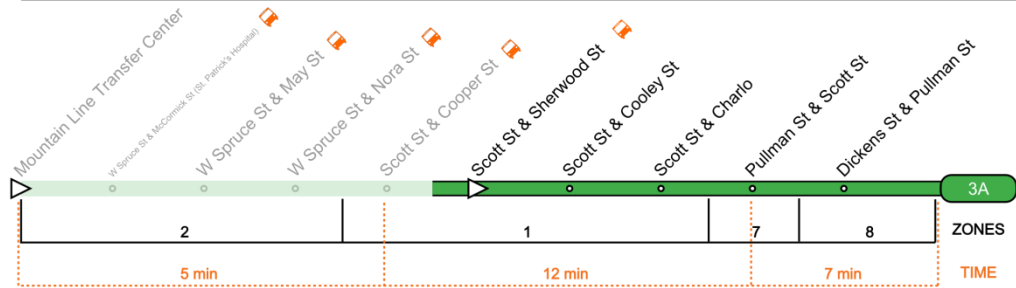 Mountain Line Transfer Center
W Spruce St & McCormick St (St. Patrick's Hospital)
W Spruce St & May St
W Spruce St & Nora St
Scott St & Cooper St
Scott St & Sherwood St
Scott St & Cooley St
Scott St & Charlo
Pullman St & Scott St
Dickens St & Pullman St
3A
2
1
7
8
ZONES
5 min
12 min
7 min
TIME